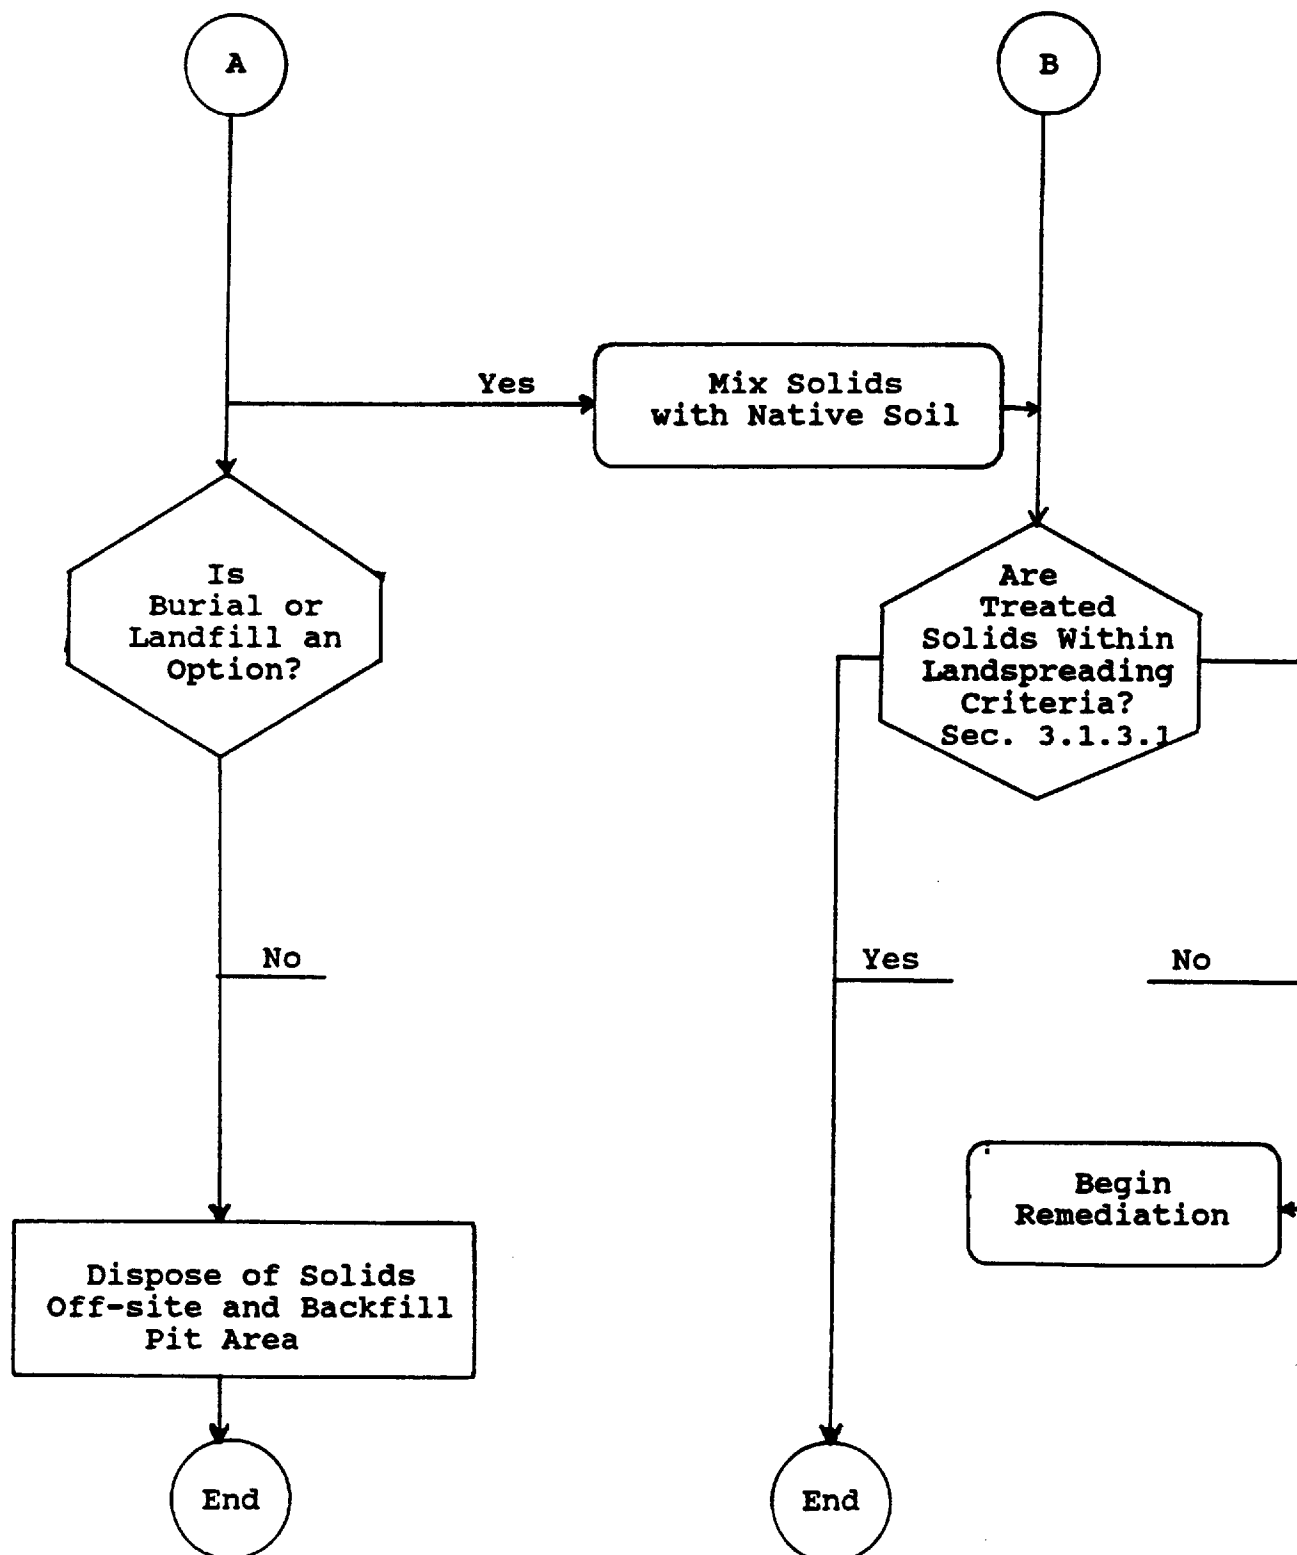 A
B
Yes
Mix Solids
with Native Soil
Is
Burial or
Landfill an
Option?
Are
Treated
Solids Within
Landspreading
Criteria?
Sec. 3.1.3.1
No
Yes
No
Begin
Remediation
Dispose of Solids
Off-site and Backfill
Pit Area
End
End